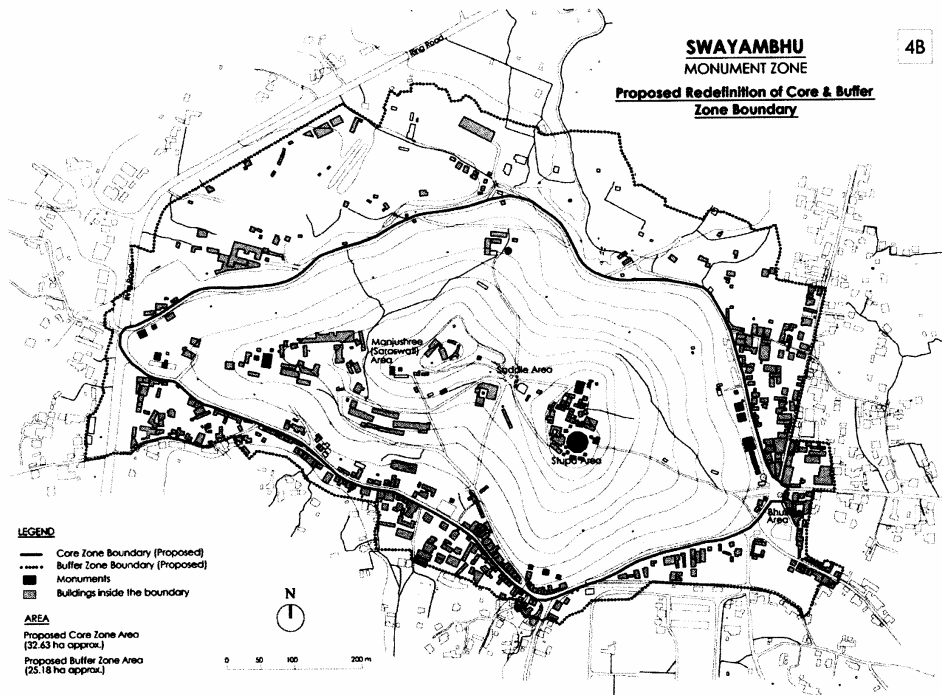 SWAYAMBHU
MONUMENT ZONE
Proposed Redefinition of Core & Buffer
Zone Boundary
4B
Ring Road
Manjushree
(Saraswati)
Area
Saddle Area
Stupa Area
Area
LEGEND
Core Zone Boundary (Proposed)
Buffer Zone Boundary (Proposed)
Monuments
Buildings inside the boundary
AREA
Proposed Core Zone Area
(32.63 ha approx.)
Proposed Buffer Zone Area
(25.18 ha approx.)
N
0 50 100 200 m